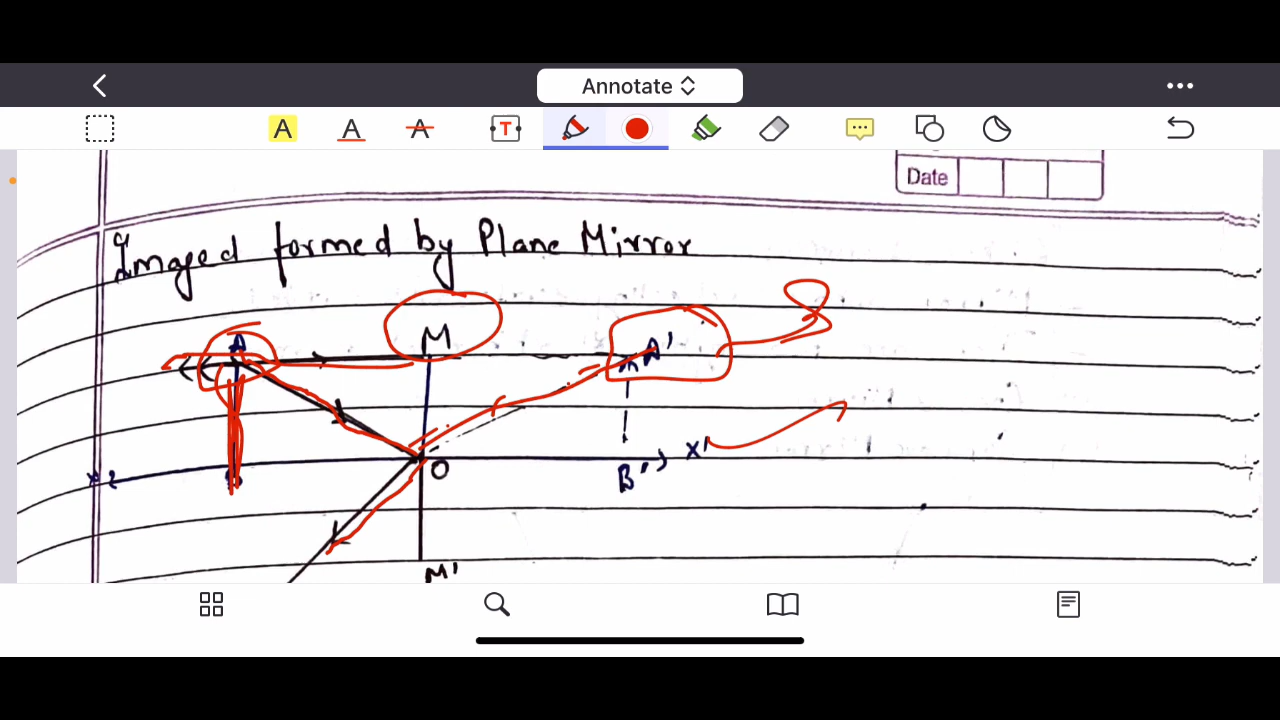 Annotate
A A A T
Date
Imaged formed by Plane Mirror
M
A A'
X'
O
B'
M'